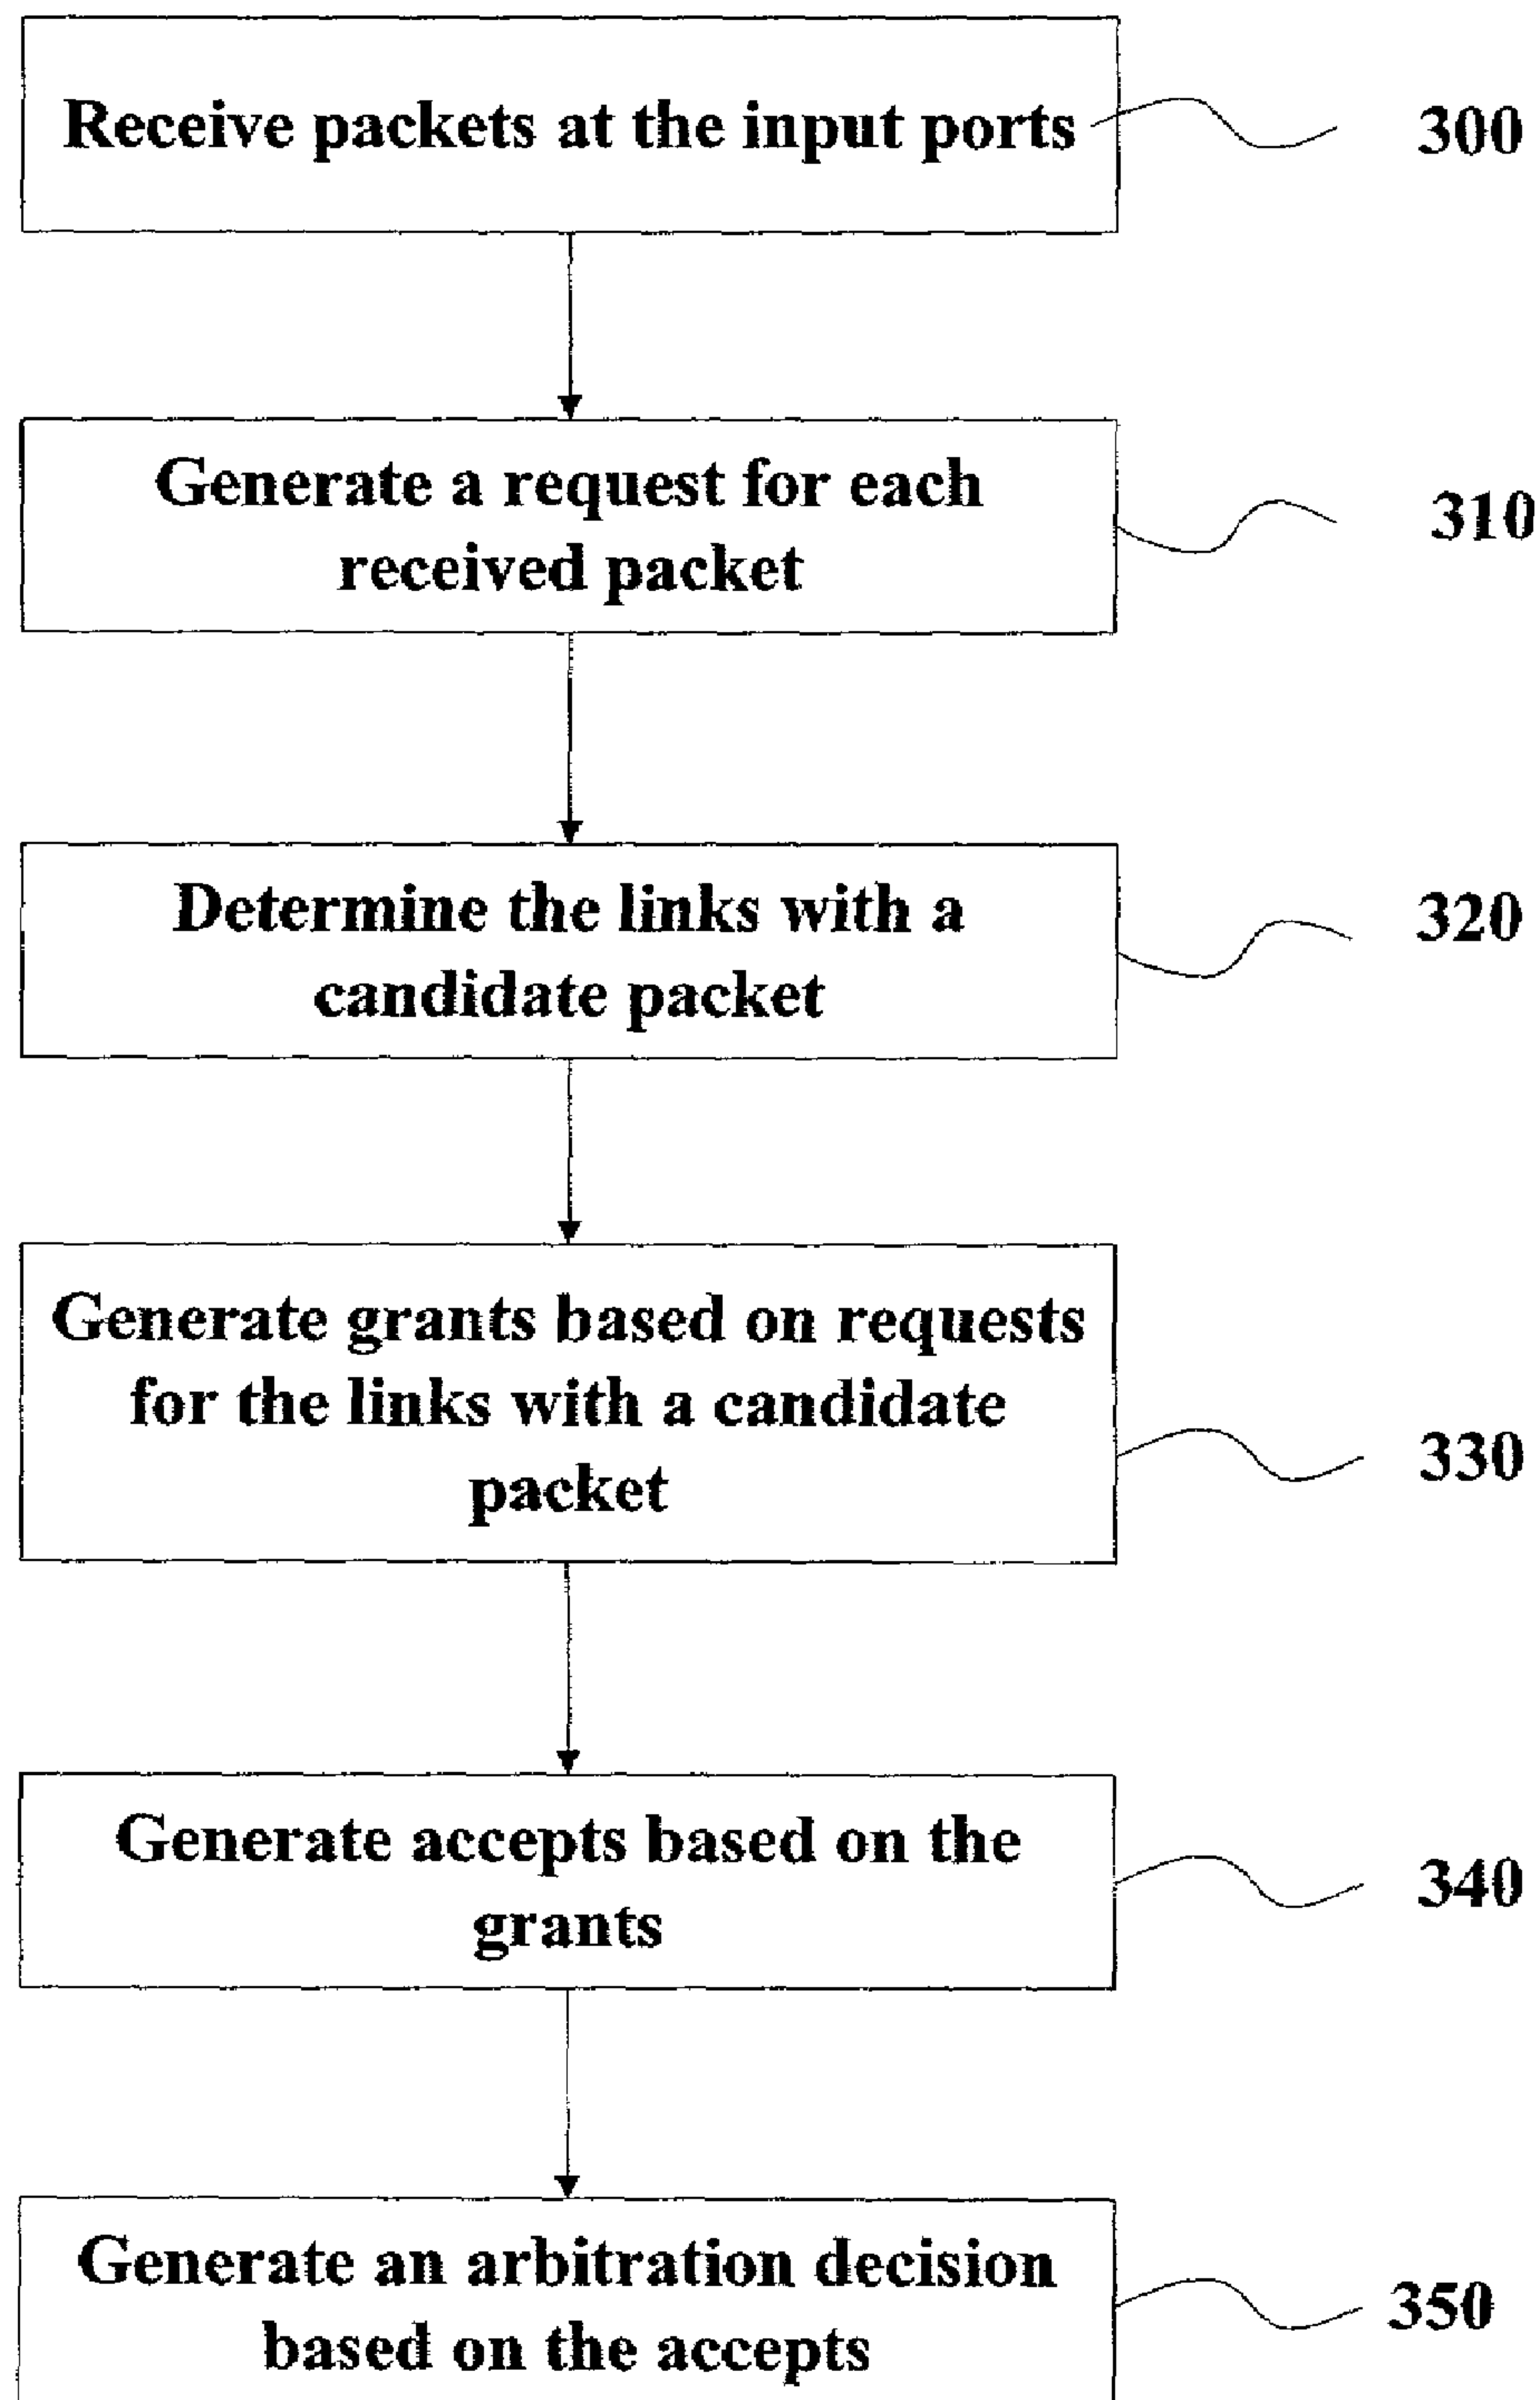 Receive packets at the input ports
300
Generate a request for each
received packet
310
Determine the links with a
candidate packet
320
Generate grants based on requests
for the links with a candidate
packet
330
Generate accepts based on the
grants
340
Generate an arbitration decision
based on the accepts
350